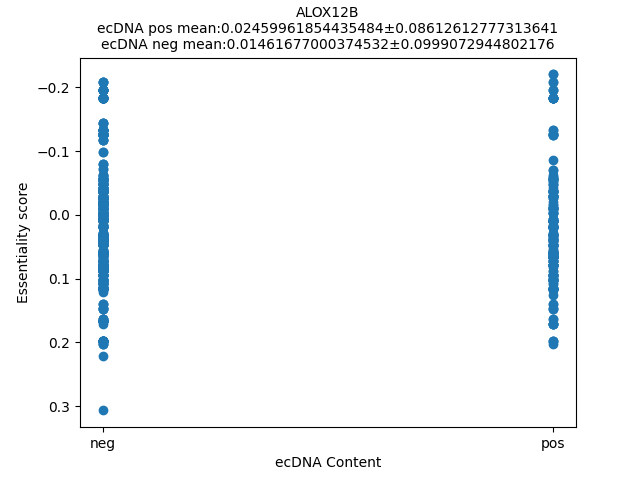 ALOX12B
ecDNA pos mean:0.02459961854435484±0.08612612777313641
ecDNA neg mean:0.01461677000374532±0.0999072944802176
−0.2
−0.1
0.0
0.1
0.2
0.3
Essentiality score
neg
pos
ecDNA Content